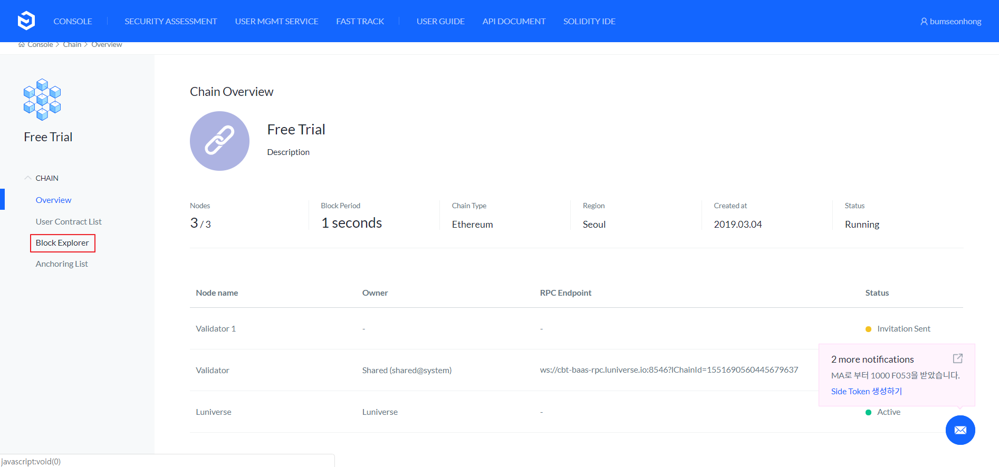 CONSOLE SECURITY ASSESSMENT USER MGMT SERVICE FAST TRACK USER GUIDE API DOCUMENT SOLIDITY IDE bumseonhong
Console > Chain > Overview
Free Trial
CHAIN
Overview
User Contract List
Block Explorer
Anchoring List
Chain Overview
Free Trial
Description
Nodes Block Period Chain Type Region Created at Status
3 / 3 1 seconds Ethereum Seoul 2019.03.04 Running
Node name Owner RPC Endpoint Status
Validator 1 - - Invitation Sent
Validator Shared (shared@system) ws://cbt-baas-rpc.luniverse.io:8546?lChainId=1551690560445679637
Luniverse Luniverse - Active
2 more notifications
MA로 부터 1000 F053을 받았습니다.
Side Token 생성하기
javascript:void(0)